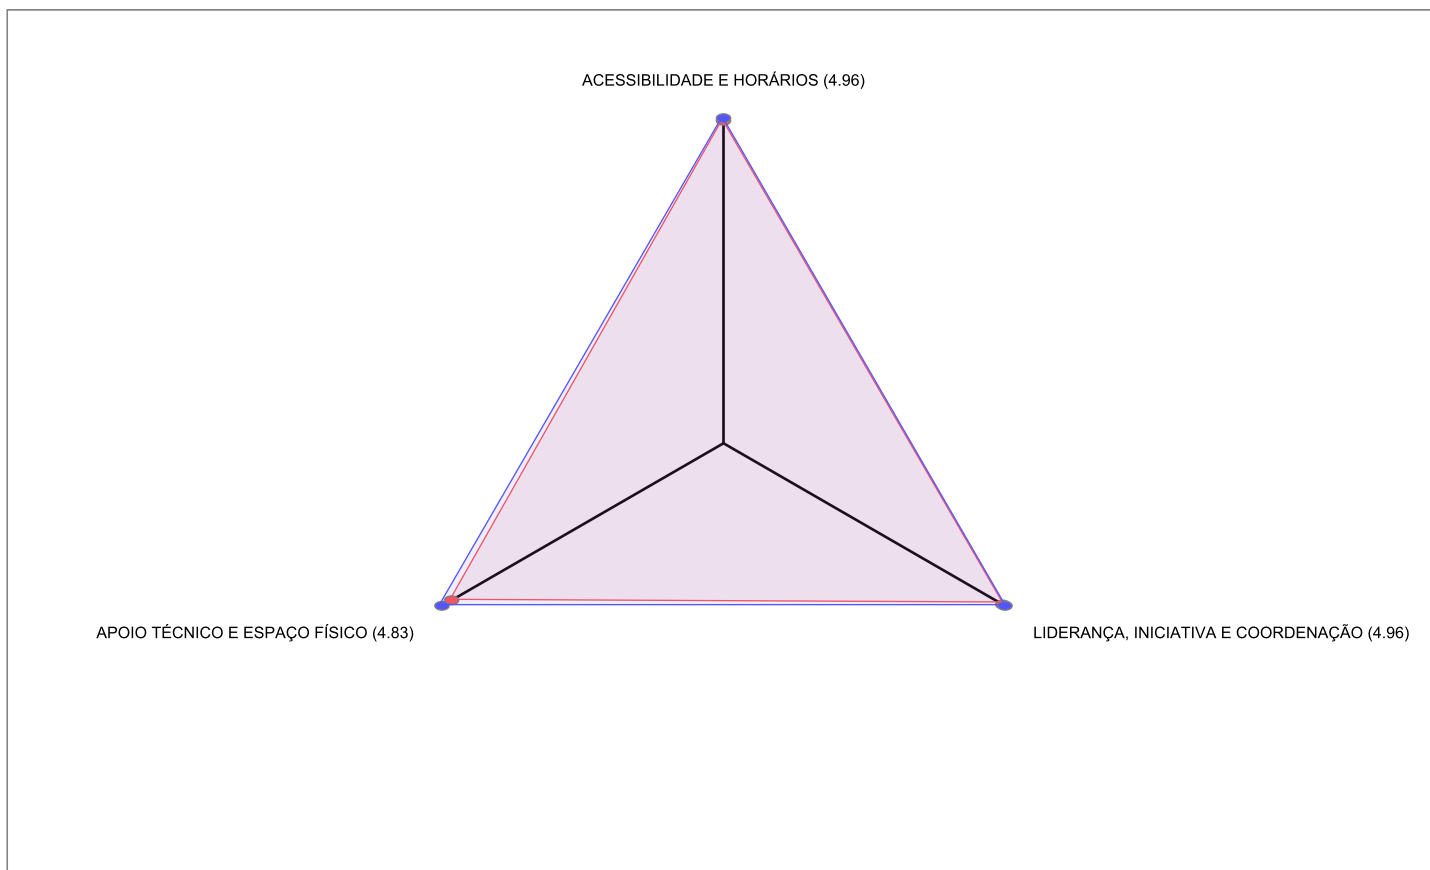 ACESSIBILIDADE E HORÁRIOS (4.96)
APOIO TÉCNICO E ESPAÇO FÍSICO (4.83)
LIDERANÇA, INICIATIVA E COORDENAÇÃO (4.96)